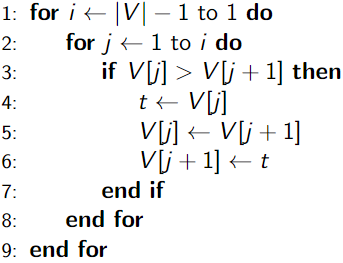 1: for i ← |V| − 1 to 1 do
2: for j ← 1 to i do
3: if V[j] > V[j + 1] then
4: t ← V[j]
5: V[j] ← V[j + 1]
6: V[j + 1] ← t
7: end if
8: end for
9: end for